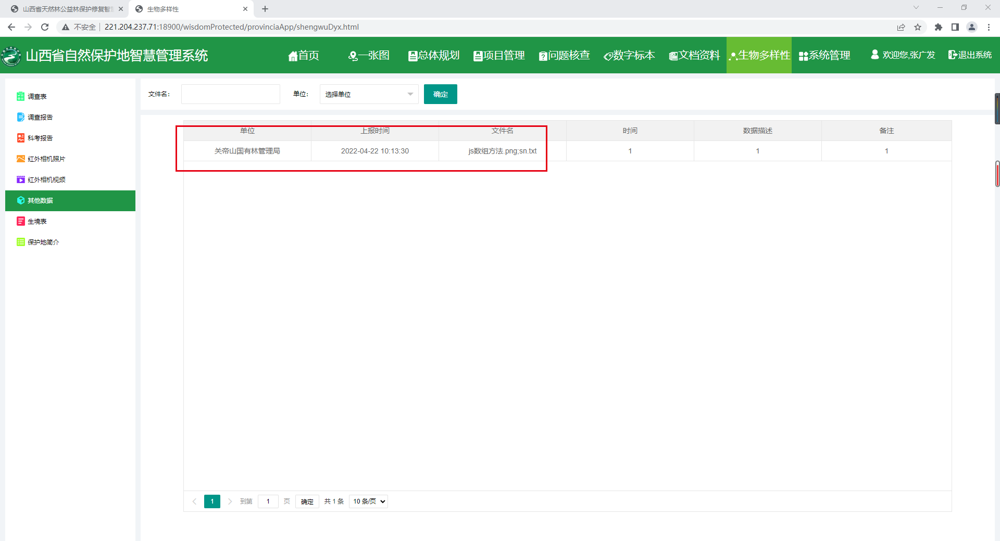 山西省天然林公益林保护修复智
生物多样性
不安全
221.204.237.71:18900/wisdomProtected/provinciaApp/shengwuDyx.html
山西省自然保护地智慧管理系统
首页
一张图
总体规划
项目管理
问题核查
数字标本
文档资料
生物多样性
系统管理
欢迎您,张广发
退出系统
调查表
调查报告
科考报告
红外相机照片
红外相机视频
其他数据
生境表
保护地简介
文件名：
单位：
选择单位
确定
单位 上报时间 文件名 时间 数据描述 备注
关帝山国有林管理局 2022-04-22 10:13:30 js数组方法.png;sn.txt 1 1 1
1 到第 1 页 确定 共 1 条 10 条/页